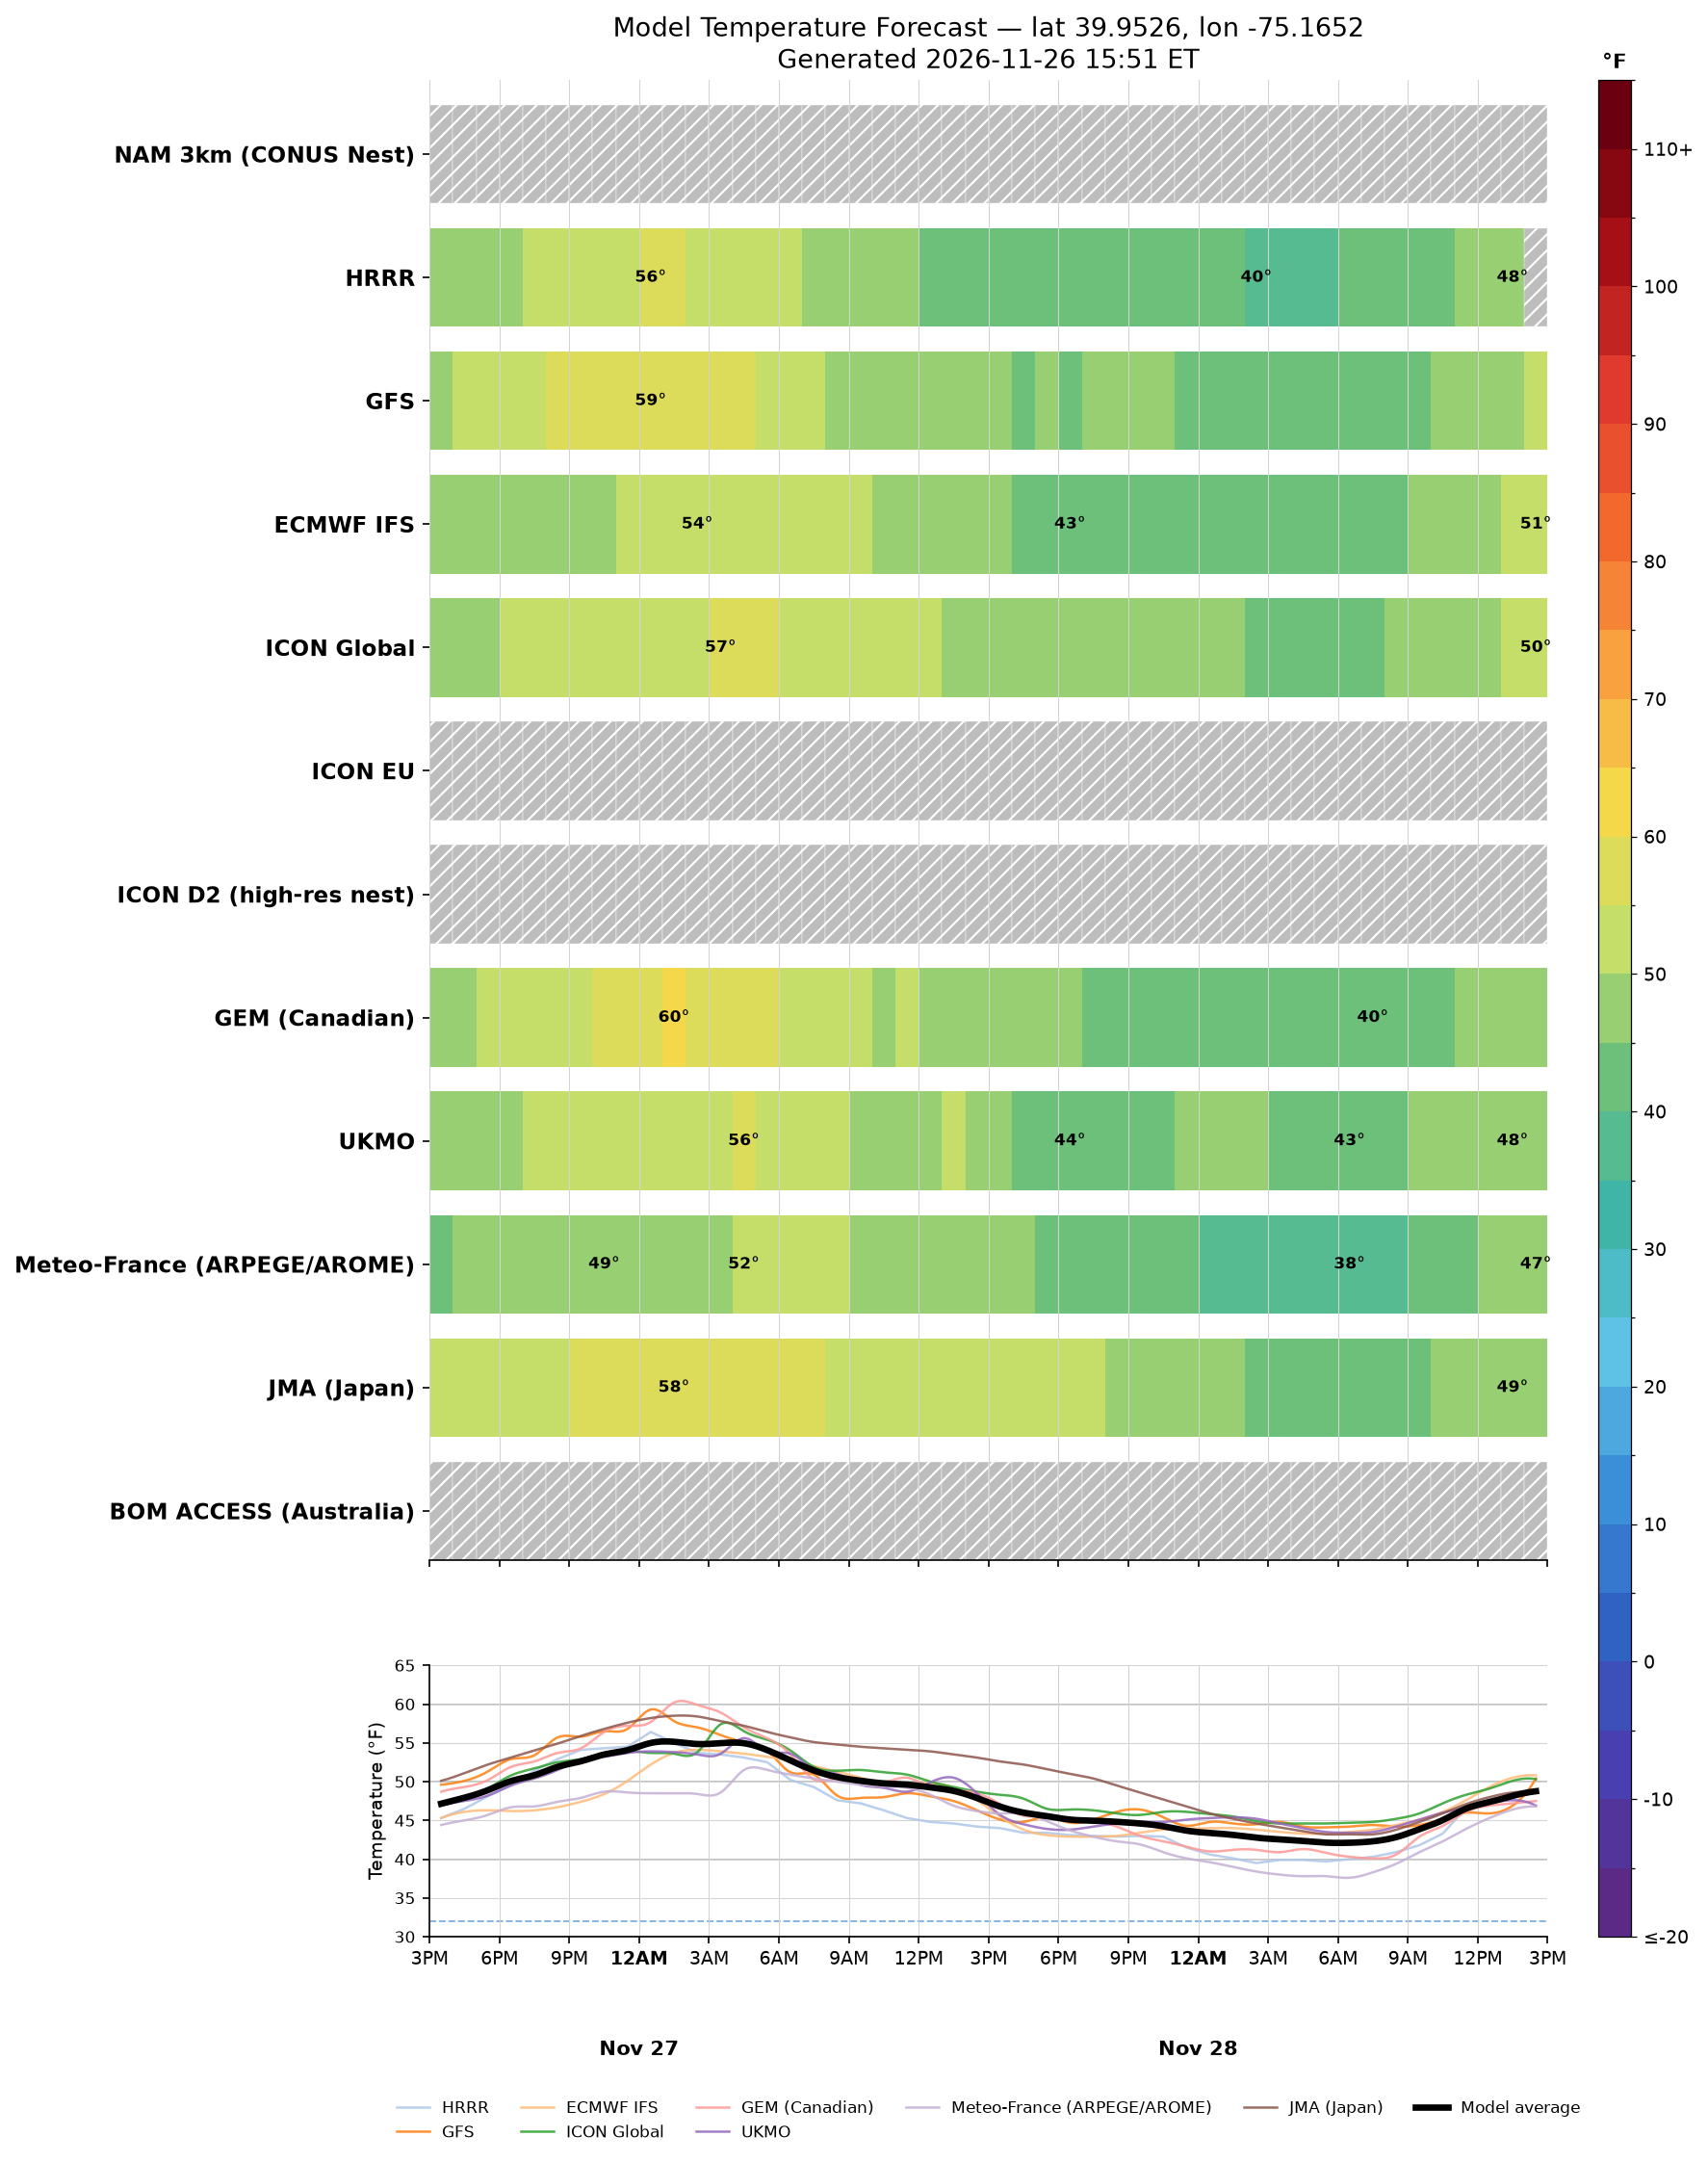 Model Temperature Forecast — lat 39.9526, lon -75.1652
Generated 2026-11-26 15:51 ET
°F
NAM 3km (CONUS Nest)
HRRR 56° 40° 48°
GFS 59°
ECMWF IFS 54° 43° 51°
ICON Global 57° 50°
ICON EU
ICON D2 (high-res nest)
GEM (Canadian) 60° 40°
UKMO 56° 44° 43° 48°
Meteo-France (ARPEGE/AROME) 49° 52° 38° 47°
JMA (Japan) 58° 49°
BOM ACCESS (Australia)
110+
100
90
80
70
60
50
40
30
20
10
0
-10
≤-20
Temperature (°F)
65
60
55
50
45
40
35
30
3PM 6PM 9PM 12AM 3AM 6AM 9AM 12PM 3PM 6PM 9PM 12AM 3AM 6AM 9AM 12PM 3PM
Nov 27 Nov 28
HRRR ECMWF IFS GEM (Canadian) Meteo-France (ARPEGE/AROME) JMA (Japan) Model average
GFS ICON Global UKMO